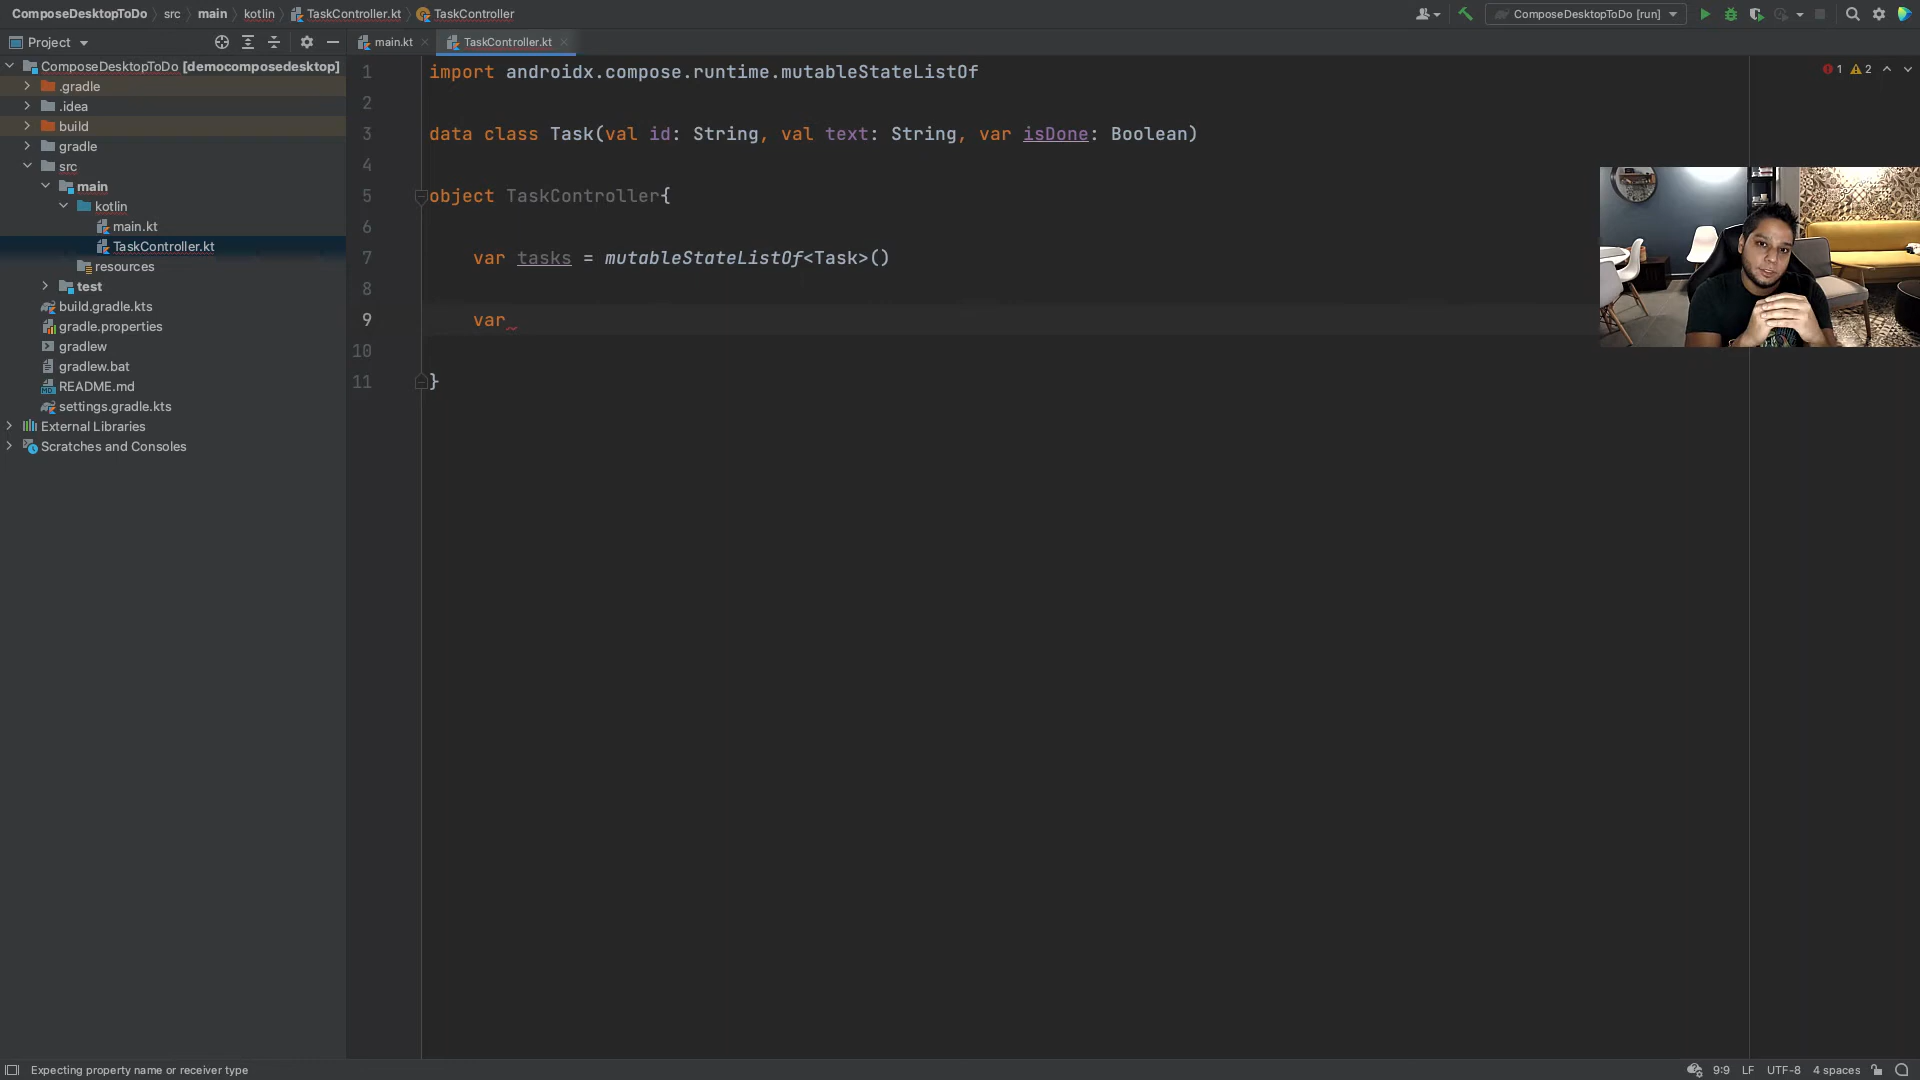 ComposeDesktopToDo src main kotlin TaskController.kt TaskController
ComposeDesktopToDo [run]
Project
main.kt
TaskController.kt
ComposeDesktopToDo [democomposedesktop]
.gradle
.idea
build
gradle
src
main
kotlin
main.kt
TaskController.kt
resources
test
build.gradle.kts
gradle.properties
gradlew
gradlew.bat
README.md
settings.gradle.kts
External Libraries
Scratches and Consoles
1 import androidx.compose.runtime.mutableStateListOf
2
3 data class Task(val id: String, val text: String, var isDone: Boolean)
4
5 object TaskController{
6
7 var tasks = mutableStateListOf<Task>()
8
9 var
10
11 }
1 2
Expecting property name or receiver type
9:9 LF UTF-8 4 spaces